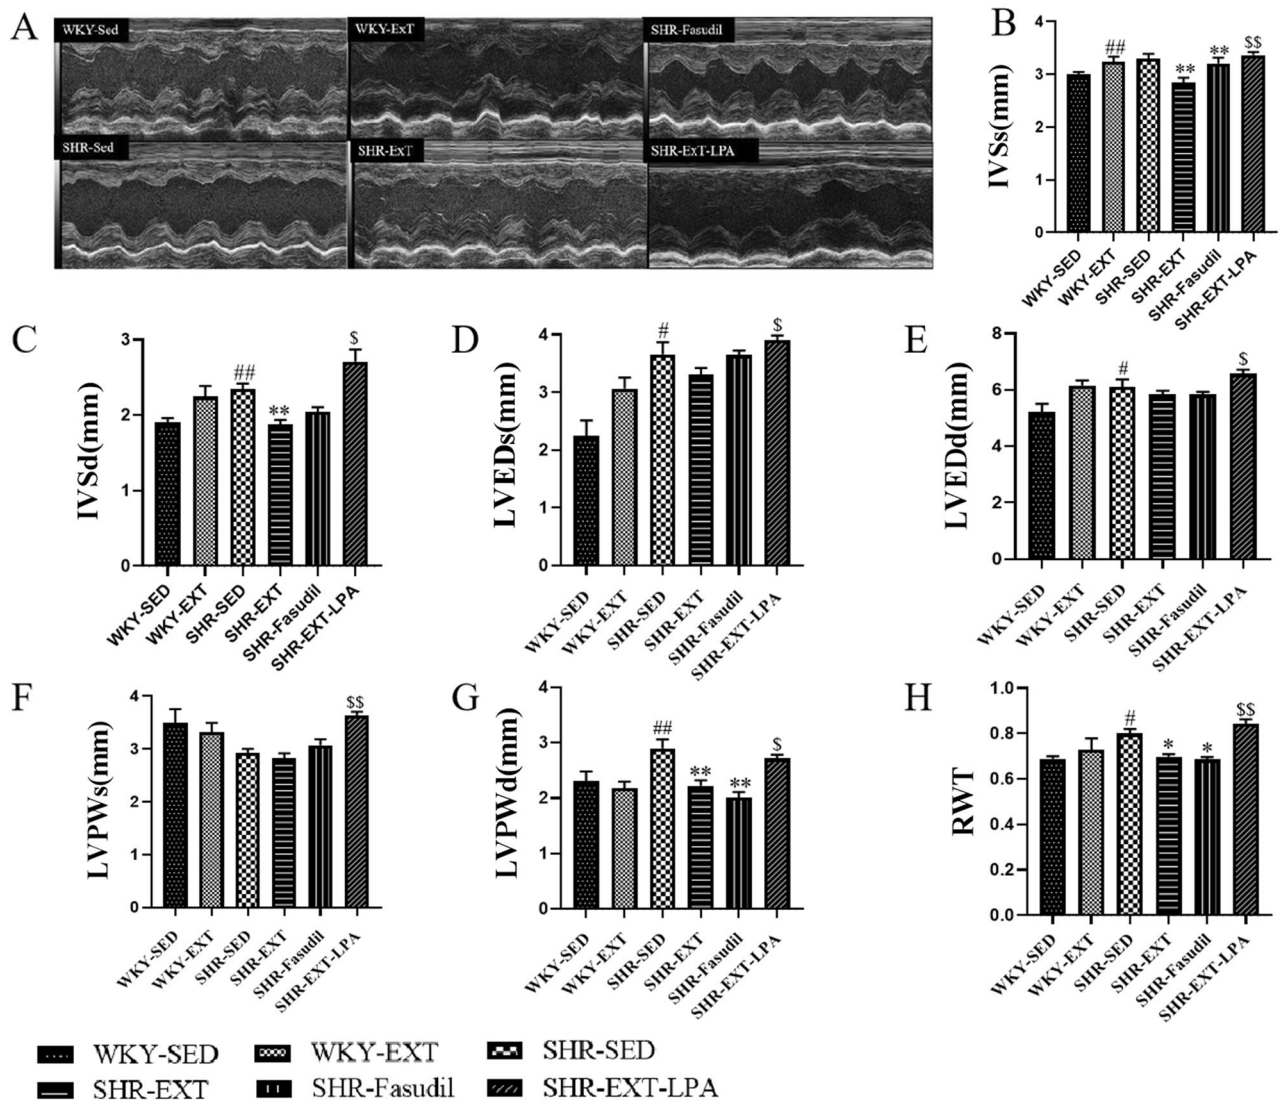 A
WKY-Sed
WKY-ExT
SHR-Fasudil
SHR-Sed
SHR-ExT
SHR-ExT-LPA
B
IVSs(mm)
4
3
2
1
0
##
**
**
$$
WKY-SED
WKY-EXT
SHR-SED
SHR-EXT
SHR-Fasudil
SHR-EXT-LPA
C
IVSd(mm)
3
2
1
0
##
**
$
WKY-SED
WKY-EXT
SHR-SED
SHR-EXT
SHR-Fasudil
SHR-EXT-LPA
D
LVEDs(mm)
4
3
2
1
0
#
$
WKY-SED
WKY-EXT
SHR-SED
SHR-EXT
SHR-Fasudil
SHR-EXT-LPA
E
LVEDd(mm)
8
6
4
2
0
#
$
WKY-SED
WKY-EXT
SHR-SED
SHR-EXT
SHR-Fasudil
SHR-EXT-LPA
F
LVPWs(mm)
4
3
2
1
0
$$
WKY-SED
WKY-EXT
SHR-SED
SHR-EXT
SHR-Fasudil
SHR-EXT-LPA
G
LVPWd(mm)
4
3
2
1
0
##
**
**
$
WKY-SED
WKY-EXT
SHR-SED
SHR-EXT
SHR-Fasudil
SHR-EXT-LPA
H
RWT
1.0
0.8
0.6
0.4
0.2
0.0
#
*
*
$$
WKY-SED
WKY-EXT
SHR-SED
SHR-EXT
SHR-Fasudil
SHR-EXT-LPA
WKY-SED
WKY-EXT
SHR-SED
SHR-EXT
SHR-Fasudil
SHR-EXT-LPA